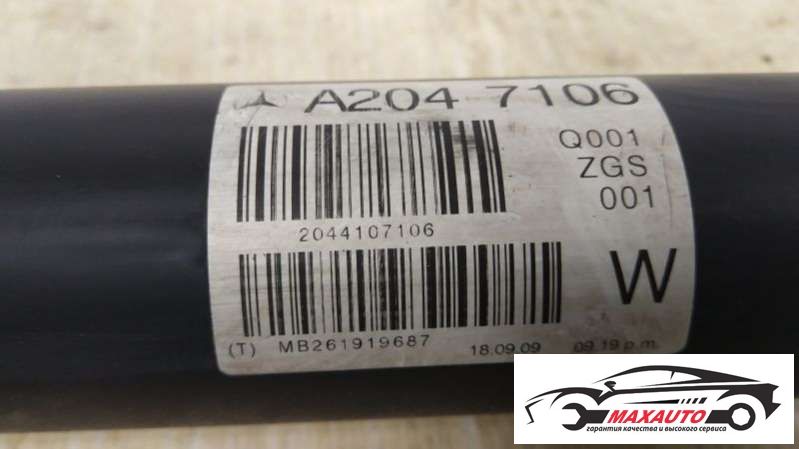 A204 7106
Q001
ZGS
001
2044107106
W
(T) MB261919687 18.09.09 09.19 p.m.
MAXAUTO
гарантия качества и высокого сервиса